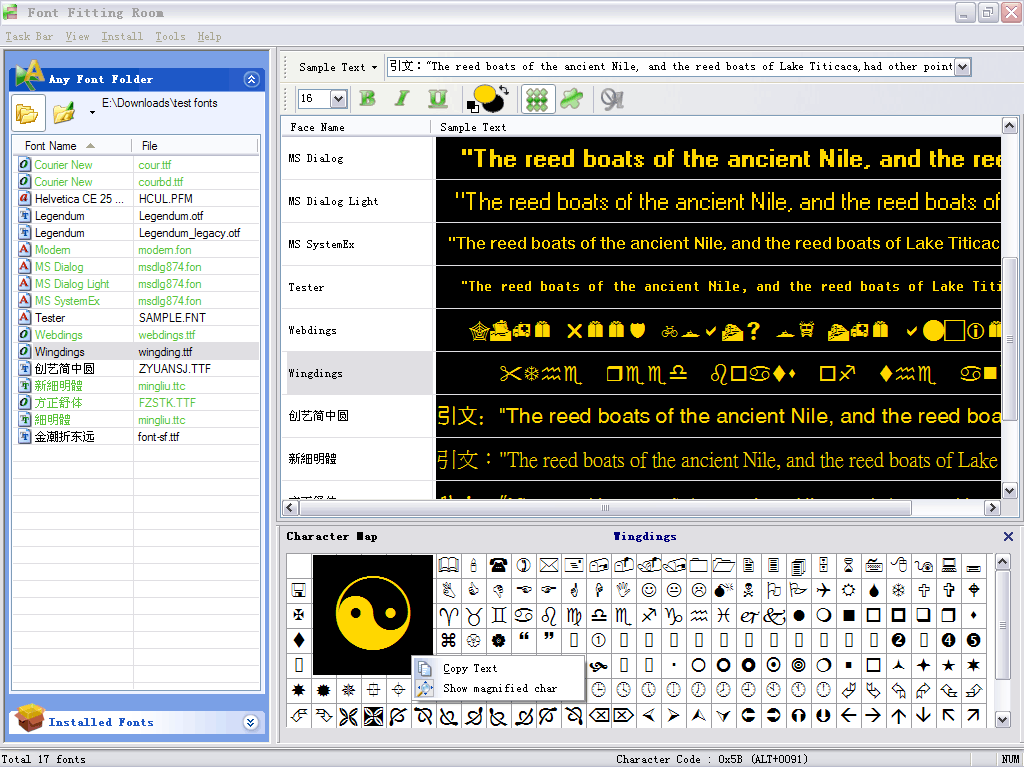 Font Fitting Room
Task Bar View Install Tools Help
Any Font Folder
E:\Downloads\test fonts
Font Name File
Courier New cour.ttf
Courier New courbd.ttf
Helvetica CE 25 ... HCUL.PFM
Legendum Legendum.otf
Legendum Legendum_legacy.otf
Modern modern.fon
MS Dialog msdlg874.fon
MS Dialog Light msdlg874.fon
MS SystemEx msdlg874.fon
Tester SAMPLE.FNT
Webdings webdings.ttf
Wingdings wingding.ttf
创艺简中圆 ZYUANSJ.TTF
新細明體 mingliu.ttc
方正舒体 FZSTK.TTF
細明體 mingliu.ttc
金潮折东远 font-sf.ttf
Installed Fonts
Sample Text
引文："The reed boats of the ancient Nile, and the reed boats of Lake Titicaca,had other point
16 B I U
Face Name Sample Text
MS Dialog "The reed boats of the ancient Nile, and the ree
MS Dialog Light "The reed boats of the ancient Nile, and the reed boats of
MS SystemEx "The reed boats of the ancient Nile, and the reed boats of Lake Titicac
Tester "The reed boats of the ancient Nile, and the reed boats of Lake Titi
Webdings
Wingdings
创艺简中圆 引文："The reed boats of the ancient Nile, and the reed boa
新細明體 引文："The reed boats of the ancient Nile, and the reed boats of Lake
Character Map Wingdings
Copy Text
Show magnified char
Total 17 fonts Character Code : 0x5B (ALT+0091) NUM